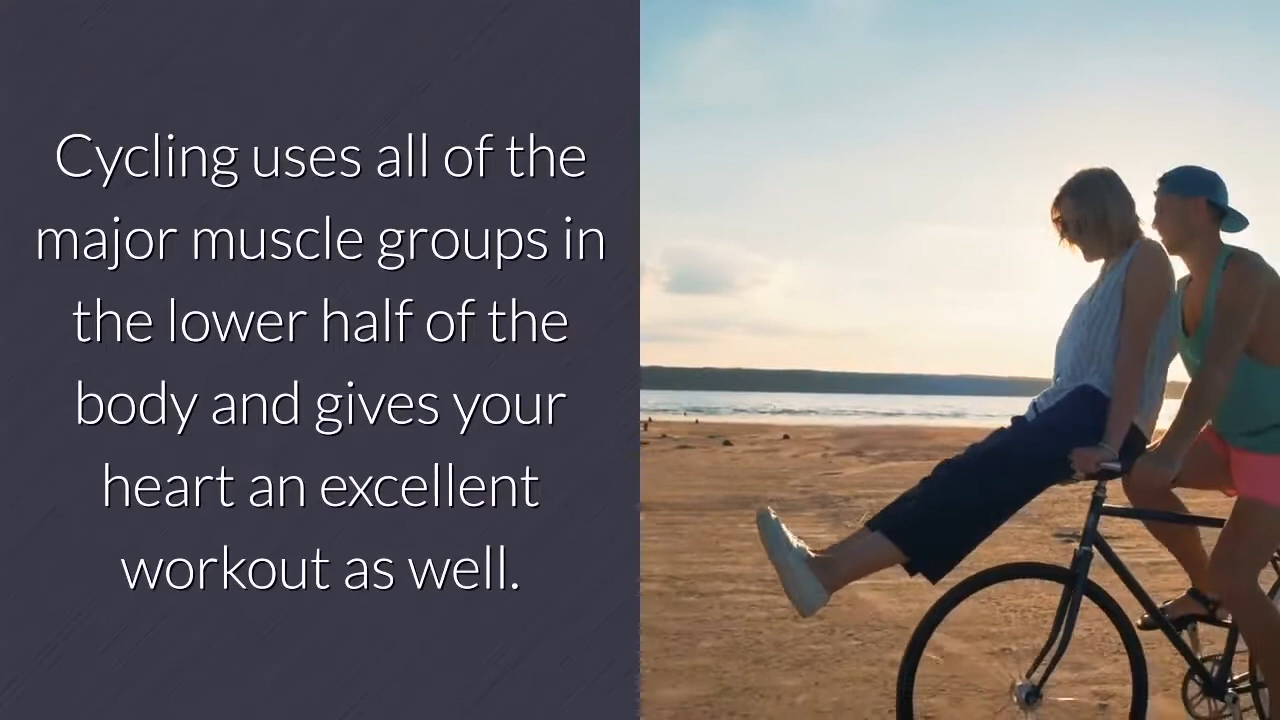 Cycling uses all of the
major muscle groups in
the lower half of the
body and gives your
heart an excellent
workout as well.